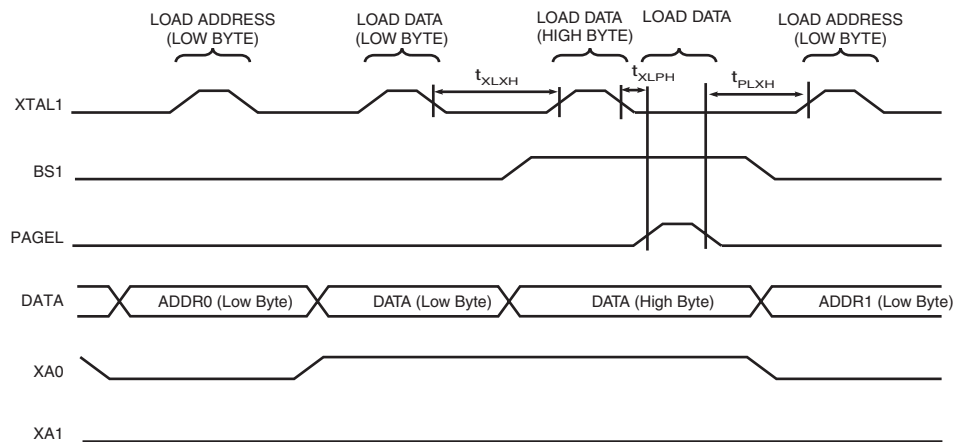 LOAD ADDRESS
(LOW BYTE)
LOAD DATA
(LOW BYTE)
LOAD DATA
(HIGH BYTE)
LOAD DATA
LOAD ADDRESS
(LOW BYTE)
tXLXH
tXLPH
tPLXH
XTAL1
BS1
PAGEL
DATA
ADDR0 (Low Byte)
DATA (Low Byte)
DATA (High Byte)
ADDR1 (Low Byte)
XA0
XA1